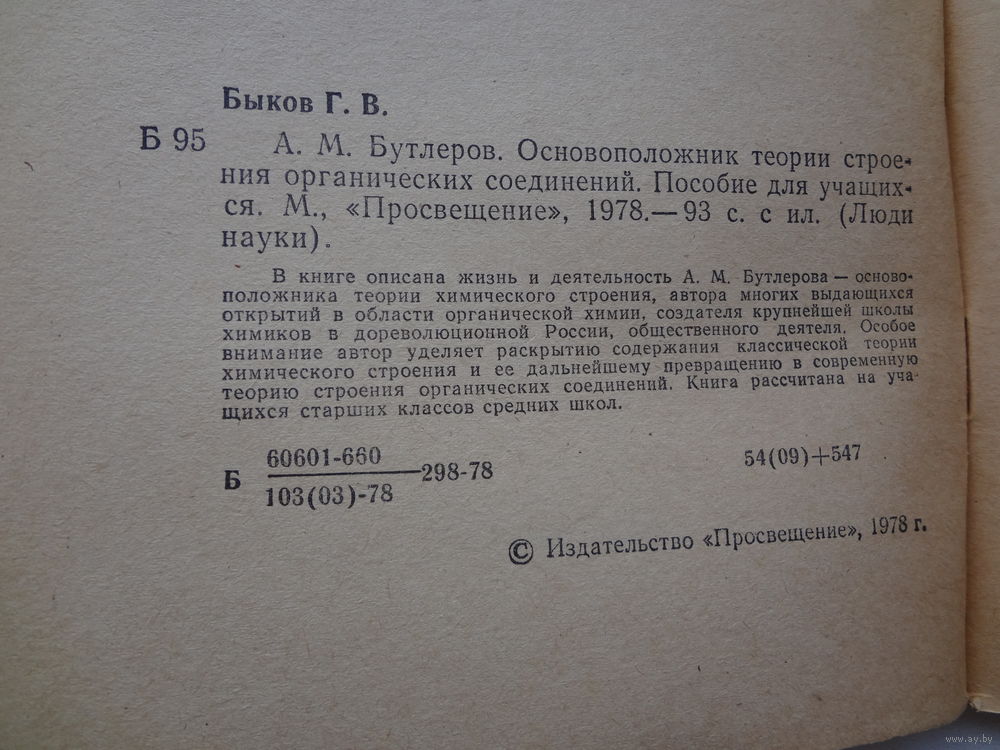 Быков Г. В.
Б 95
А. М. Бутлеров. Основоположник теории строе-
ния органических соединений. Пособие для учащих-
ся. М., «Просвещение», 1978.— 93 с. с ил. (Люди
науки).
В книге описана жизнь и деятельность А. М. Бутлерова — осново-
положника теории химического строения, автора многих выдающихся
открытий в области органической химии, создателя крупнейшей школы
химиков в дореволюционной России, общественного деятеля. Особое
внимание автор уделяет раскрытию содержания классической теории
химического строения и ее дальнейшему превращению в современную
теорию строения органических соединений. Книга рассчитана на уча-
щихся старших классов средних школ.
60601-660
Б 298-78
103(03)-78
54(09)+547
© Издательство «Просвещение», 1978 г.
www.ay.by